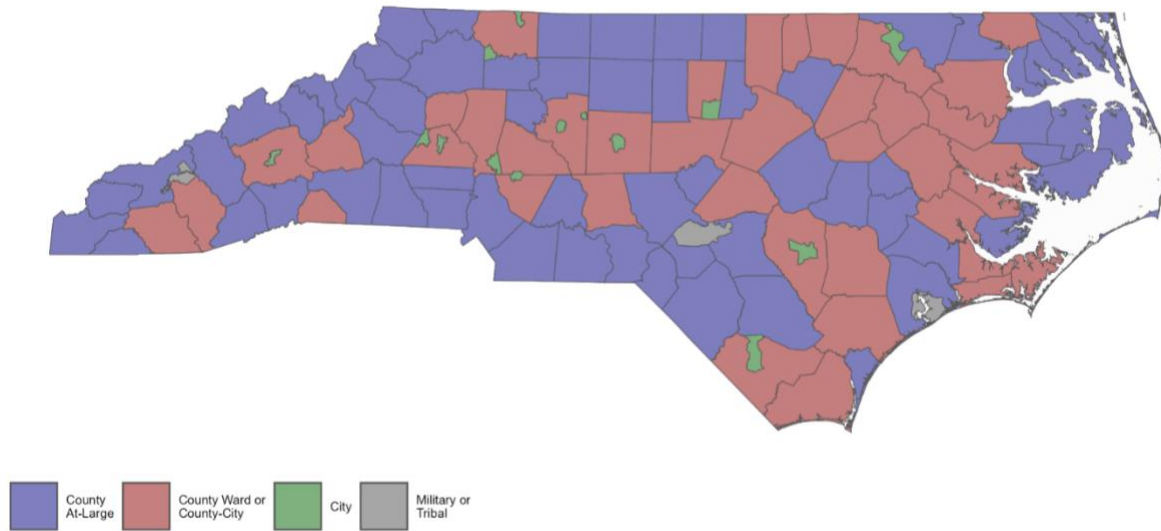 County
At-Large
County Ward or
County-City
City
Military or
Tribal